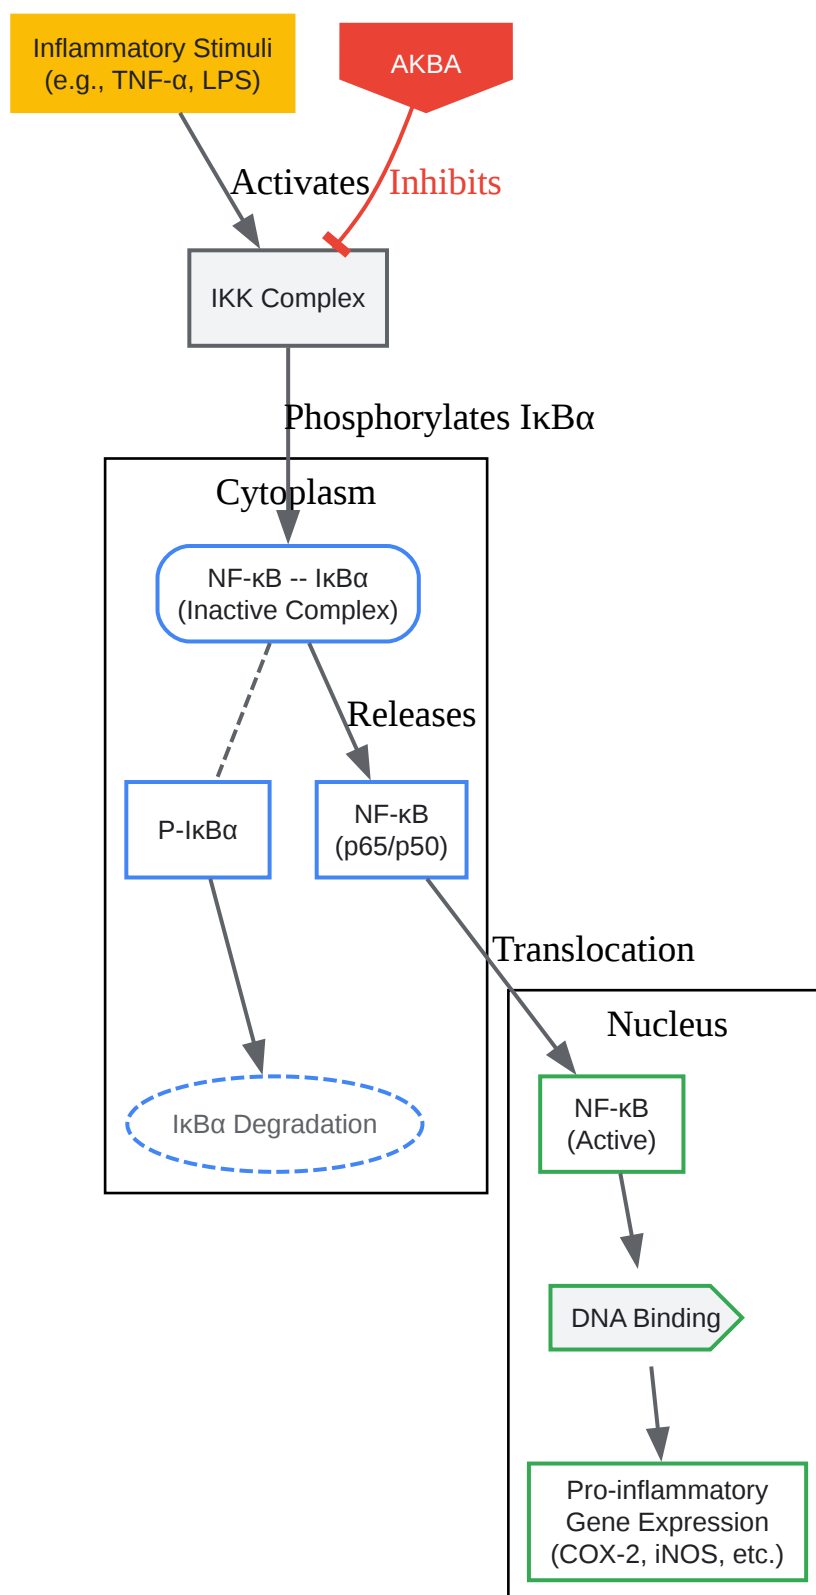 Inflammatory Stimuli
(e.g., TNF-α, LPS)
AKBA
Activates
Inhibits
IKK Complex
Phosphorylates IκBα
Cytoplasm
NF-κB -- IκBα
(Inactive Complex)
Releases
P-IκBα
NF-κB
(p65/p50)
Translocation
Nucleus
IκBα Degradation
NF-κB
(Active)
DNA Binding
Pro-inflammatory
Gene Expression
(COX-2, iNOS, etc.)